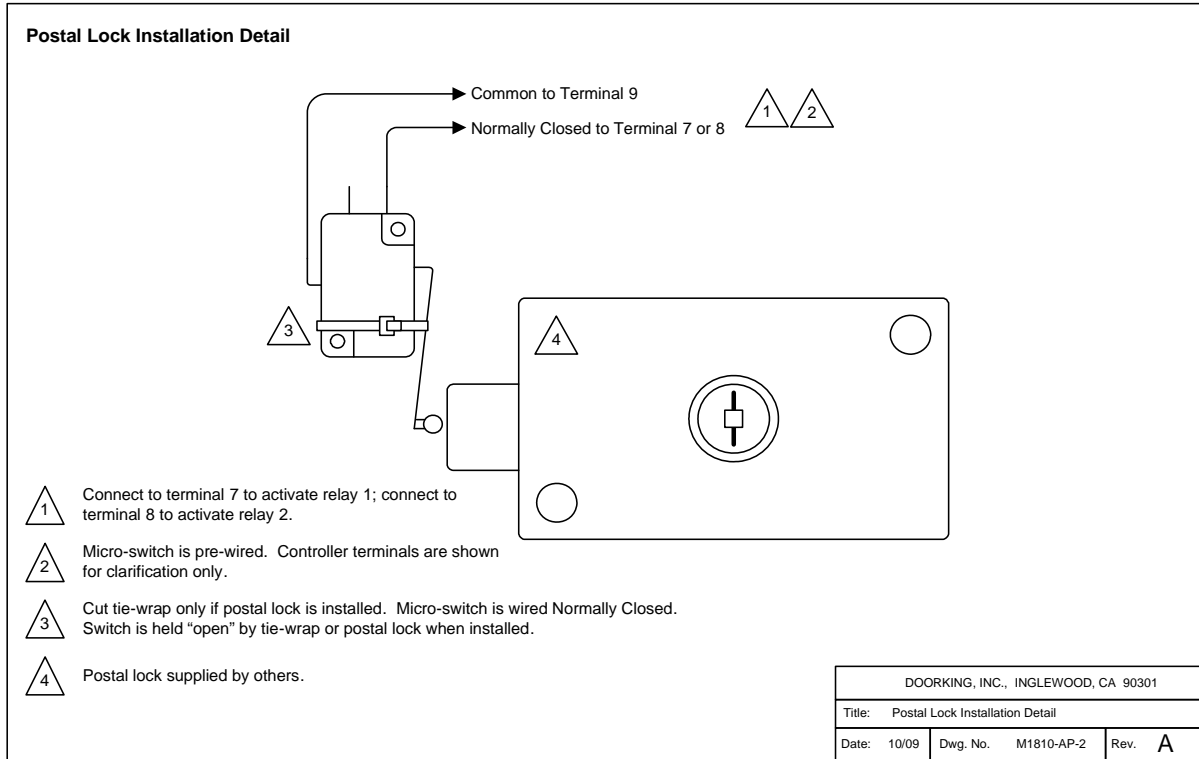 Postal Lock Installation Detail
Common to Terminal 9
Normally Closed to Terminal 7 or 8
1 2
3
4
1 Connect to terminal 7 to activate relay 1; connect to
terminal 8 to activate relay 2.
2 Micro-switch is pre-wired. Controller terminals are shown
for clarification only.
3 Cut tie-wrap only if postal lock is installed. Micro-switch is wired Normally Closed.
Switch is held “open” by tie-wrap or postal lock when installed.
4 Postal lock supplied by others.
DOORKING, INC., INGLEWOOD, CA 90301
Title: Postal Lock Installation Detail
Date: 10/09 Dwg. No. M1810-AP-2 Rev. A